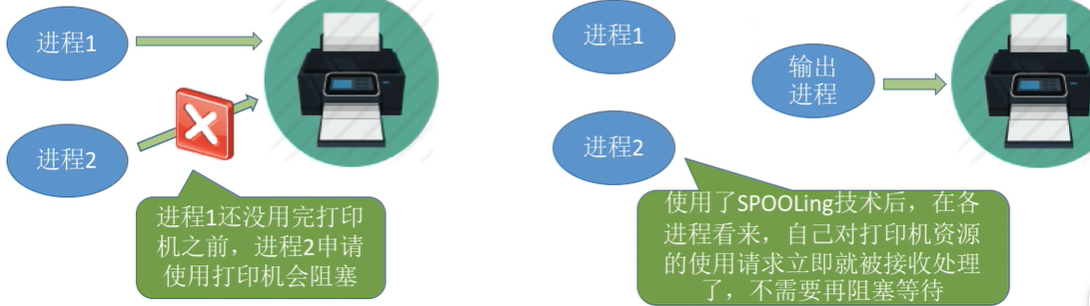 进程1
进程2
进程1还没用完打印
机之前，进程2申请
使用打印机会阻塞
进程1
输出
进程
进程2
使用了SPOOLing技术后，在各
进程看来，自己对打印机资源
的使用请求立即就被接收处理
了，不需要再阻塞等待